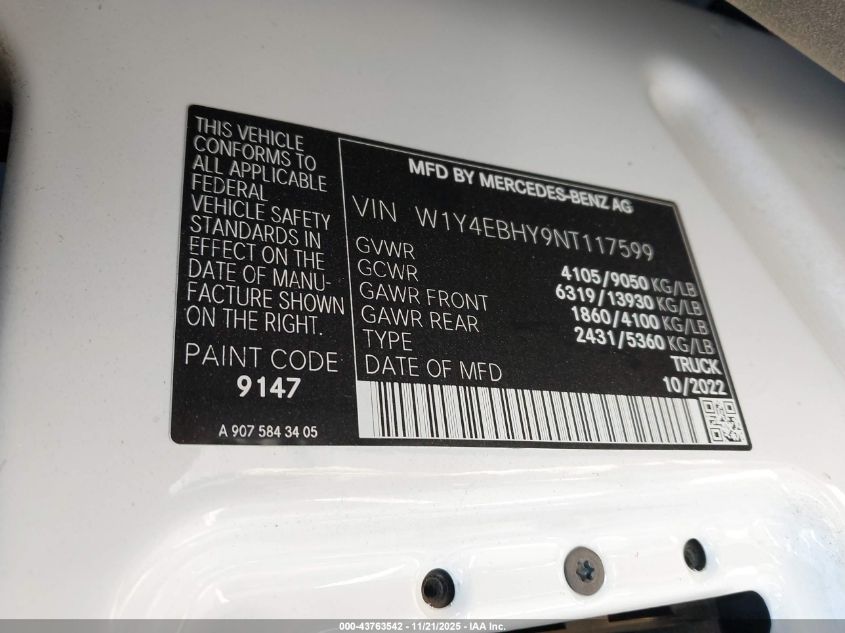 THIS VEHICLE
CONFORMS TO
ALL APPLICABLE
FEDERAL
VEHICLE SAFETY
STANDARDS IN
EFFECT ON THE
DATE OF MANU-
FACTURE SHOWN
ON THE RIGHT.
PAINT CODE
9147
A 907 584 34 05
MFD BY MERCEDES-BENZ AG
VIN W1Y4EBHY9NT117599
GVWR 4105/9050 KG/LB
GCWR 6319/13930 KG/LB
GAWR FRONT 1860/4100 KG/LB
GAWR REAR 2431/5360 KG/LB
TYPE TRUCK
DATE OF MFD 10/2022
000-43763542 - 11/21/2025 - IAA Inc.